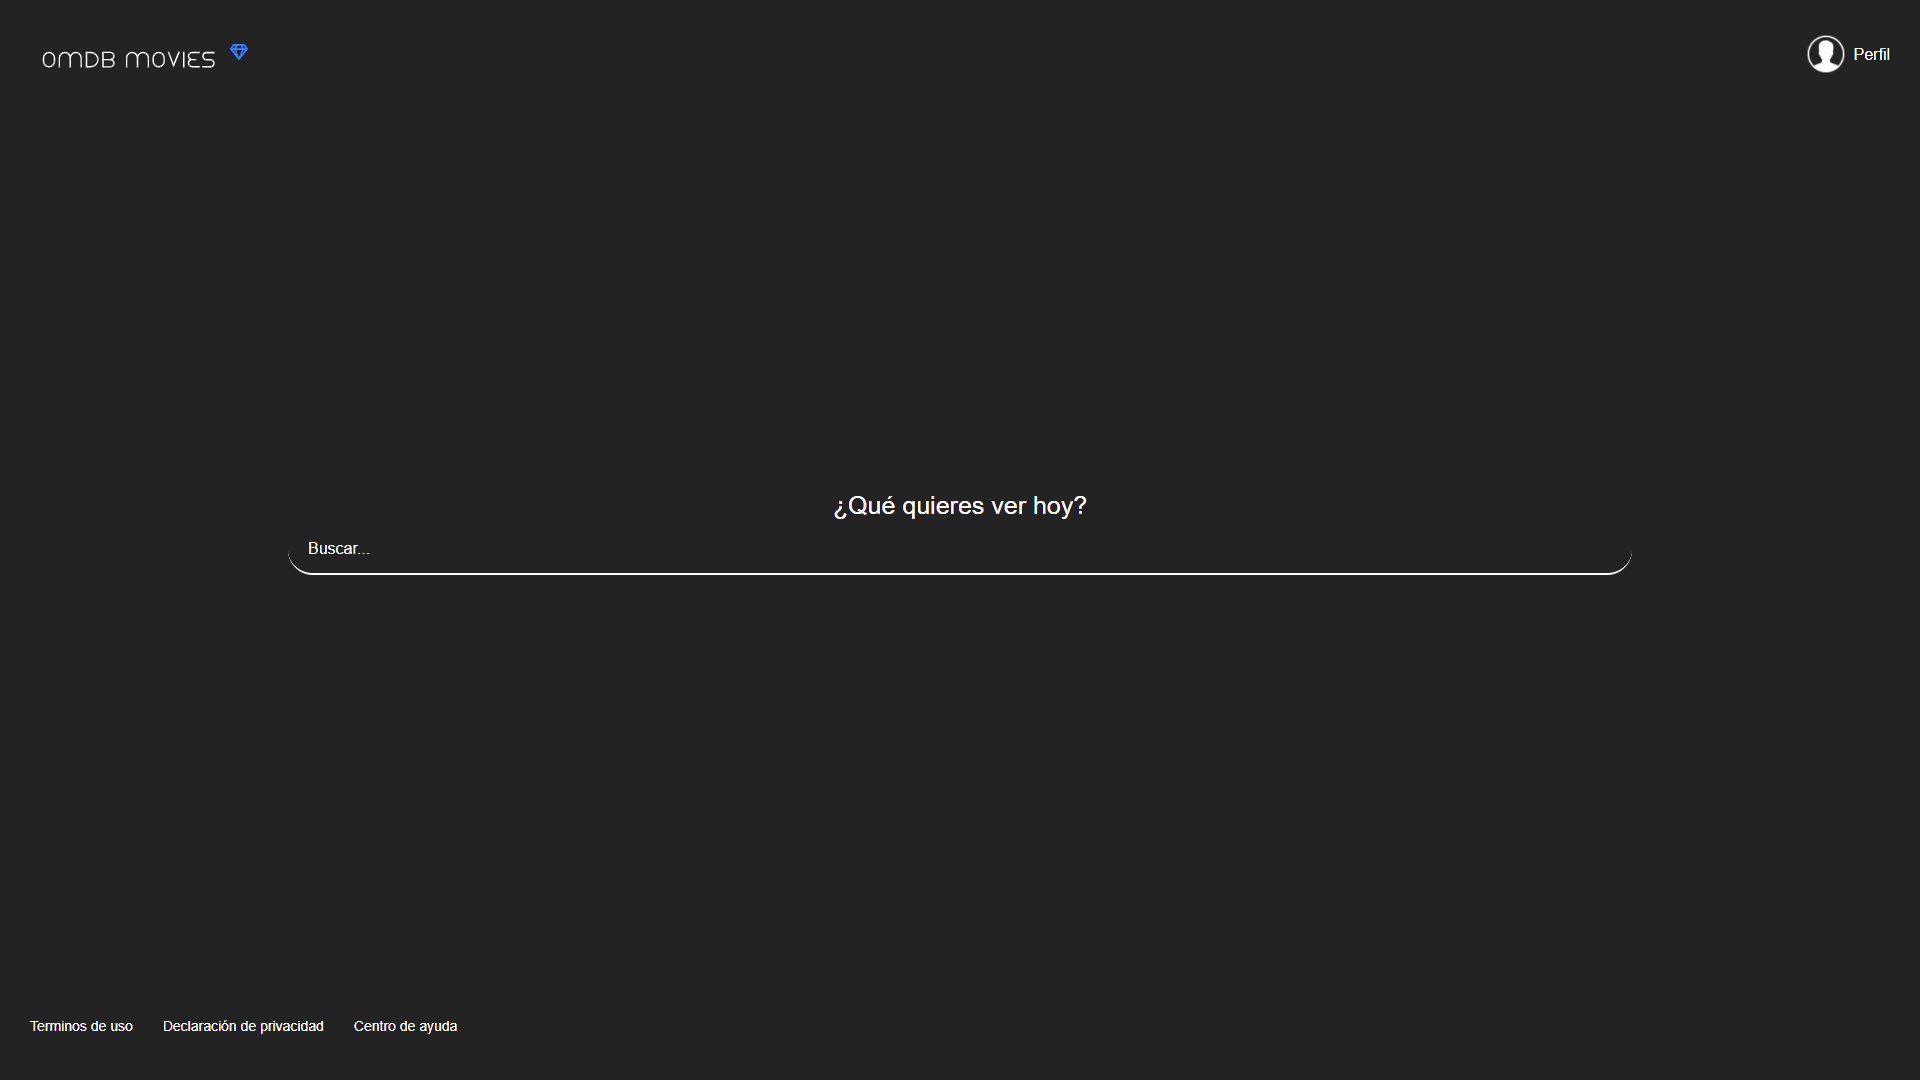 OMDB MOVIES
Perfil
¿Qué quieres ver hoy?
Buscar...
Terminos de uso
Declaración de privacidad
Centro de ayuda